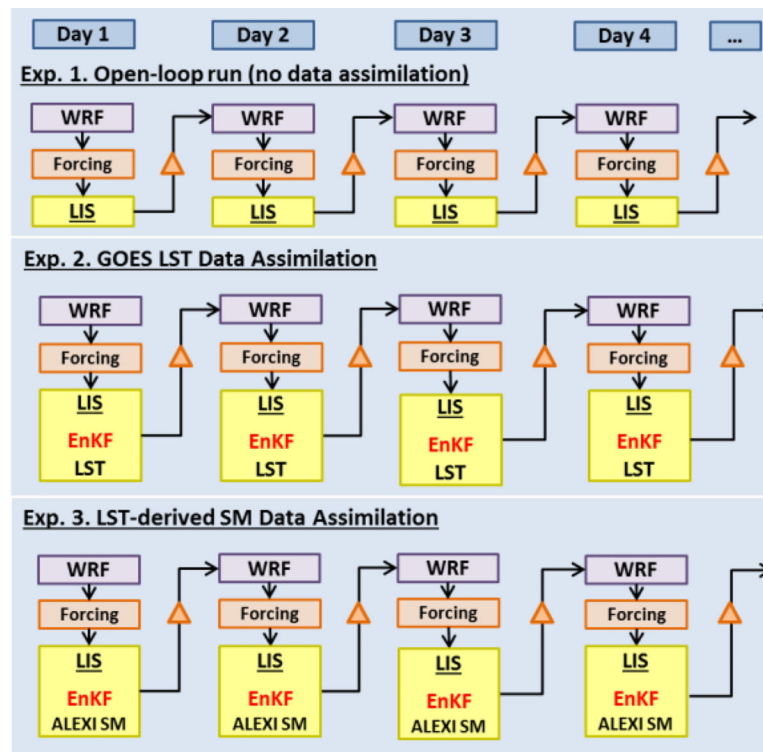 Day 1 Day 2 Day 3 Day 4 ...
Exp. 1. Open-loop run (no data assimilation)
WRF WRF WRF WRF
Forcing Forcing Forcing Forcing
LIS LIS LIS LIS
Exp. 2. GOES LST Data Assimilation
WRF WRF WRF WRF
Forcing Forcing Forcing Forcing
LIS LIS LIS LIS
EnKF EnKF EnKF EnKF
LST LST LST LST
Exp. 3. LST-derived SM Data Assimilation
WRF WRF WRF WRF
Forcing Forcing Forcing Forcing
LIS LIS LIS LIS
EnKF EnKF EnKF EnKF
ALEXI SM ALEXI SM ALEXI SM ALEXI SM